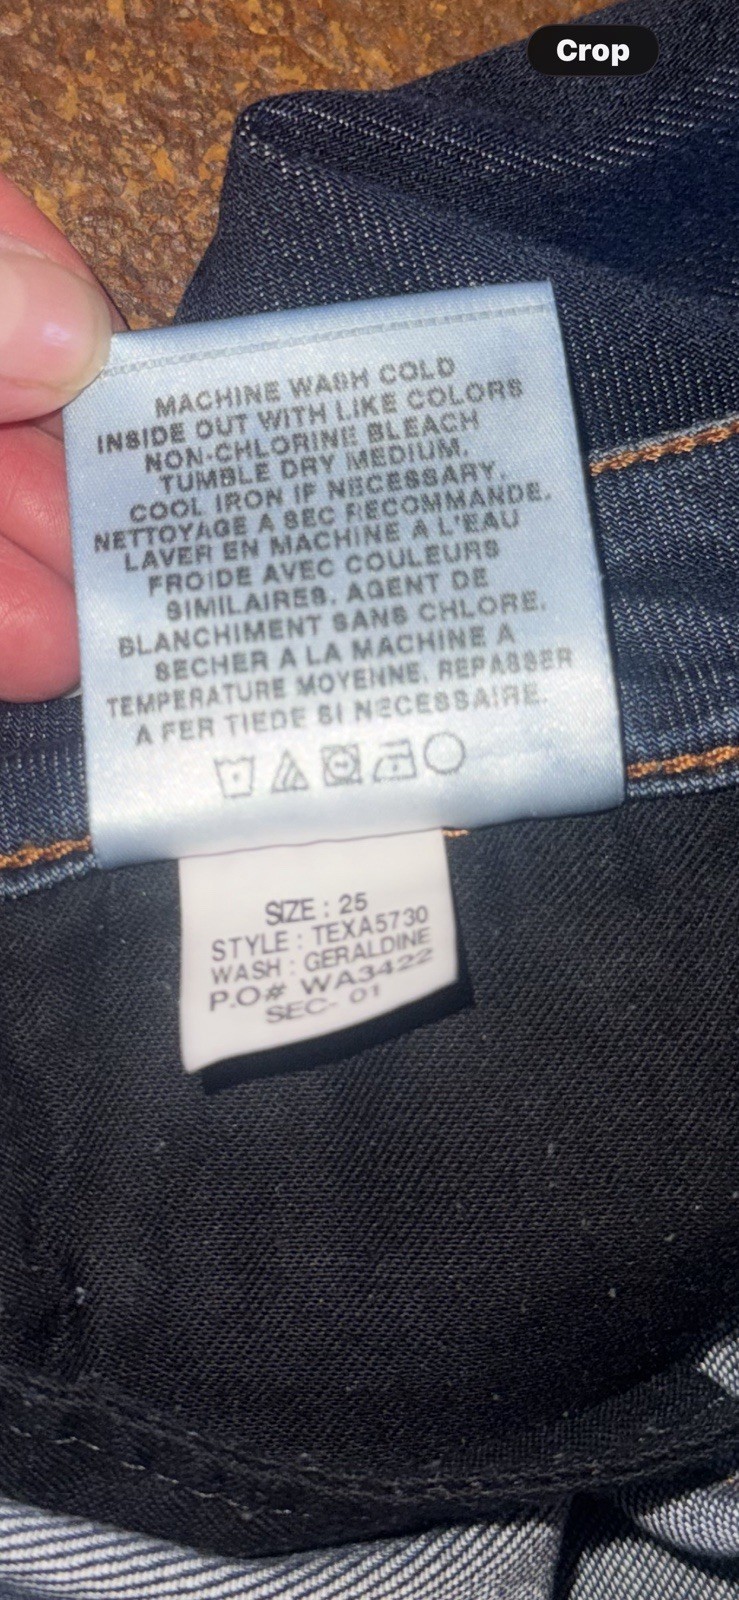 Crop
MACHINE WASH COLD
INSIDE OUT WITH LIKE COLORS
NON-CHLORINE BLEACH
TUMBLE DRY MEDIUM.
COOL IRON IF NECESSARY.
NETTOYAGE A SEC RECOMMANDE.
LAVER EN MACHINE A L'EAU
FROIDE AVEC COULEURS
SIMILAIRES. AGENT DE
BLANCHIMENT SANS CHLORE.
SECHER A LA MACHINE A
TEMPERATURE MOYENNE. REPASSER
A FER TIEDE SI NECESSAIRE.
SIZE : 25
STYLE : TEXA5730
WASH : GERALDINE
P.O# WA3422
SEC- 01